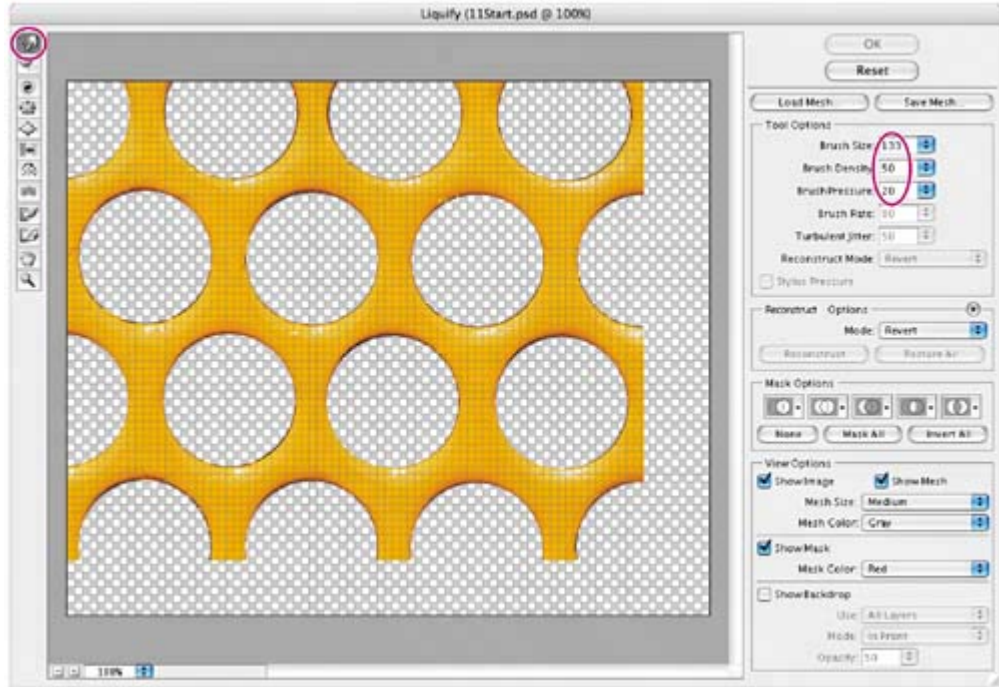 Liquify (11Start.psd @ 100%)
OK
Reset
Load Mesh... Save Mesh...
Tool Options
Brush Size: 133
Brush Density: 50
Brush Pressure: 20
Brush Rate: 80
Turbulent Jitter: 50
Reconstruct Mode: Revert
Stylus Pressure
Reconstruct Options
Mode: Revert
Reconstruct Restore All
Mask Options
None Mask All Invert All
View Options
Show Image Show Mesh
Mesh Size: Medium
Mesh Color: Gray
Show Mask
Mask Color: Red
Show Backdrop
Use: All Layers
Mode: In Front
Opacity: 50
100%